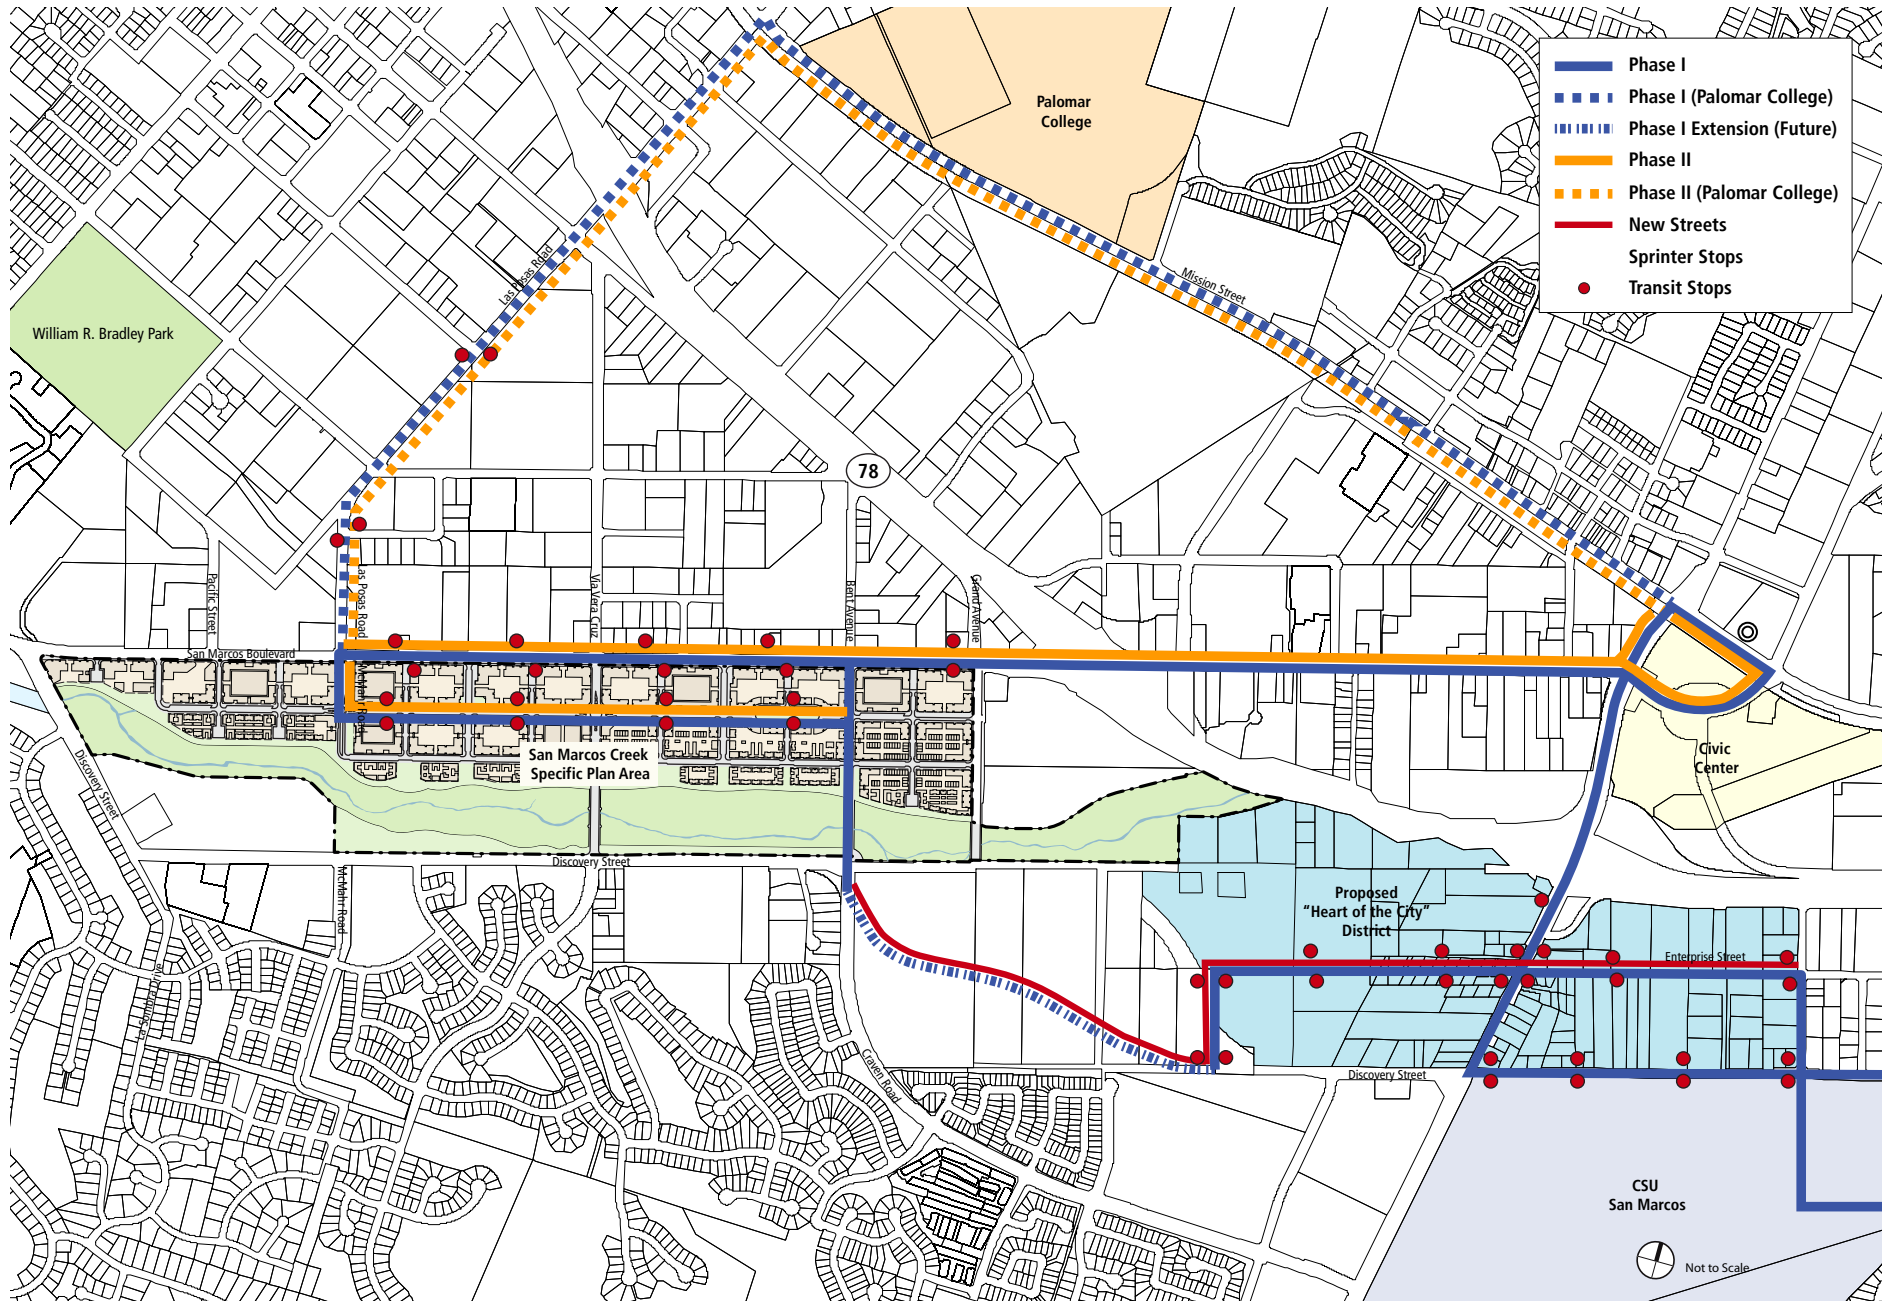 Phase I
Phase I (Palomar College)
Phase I Extension (Future)
Phase II
Phase II (Palomar College)
New Streets
Sprinter Stops
Transit Stops
Palomar
College
Las Posas Road
Mission Street
William R. Bradley Park
78
Pacific Street
Las Posas Road
Via Vera Cruz
Bent Avenue
Grand Avenue
San Marcos Boulevard
McMahr Road
San Marcos Creek
Specific Plan Area
Civic
Center
Discovery Street
Discovery Street
McMahr Road
Proposed
“Heart of the City”
District
Enterprise Street
La Sombra Drive
Craven Road
Discovery Street
CSU
San Marcos
Not to Scale